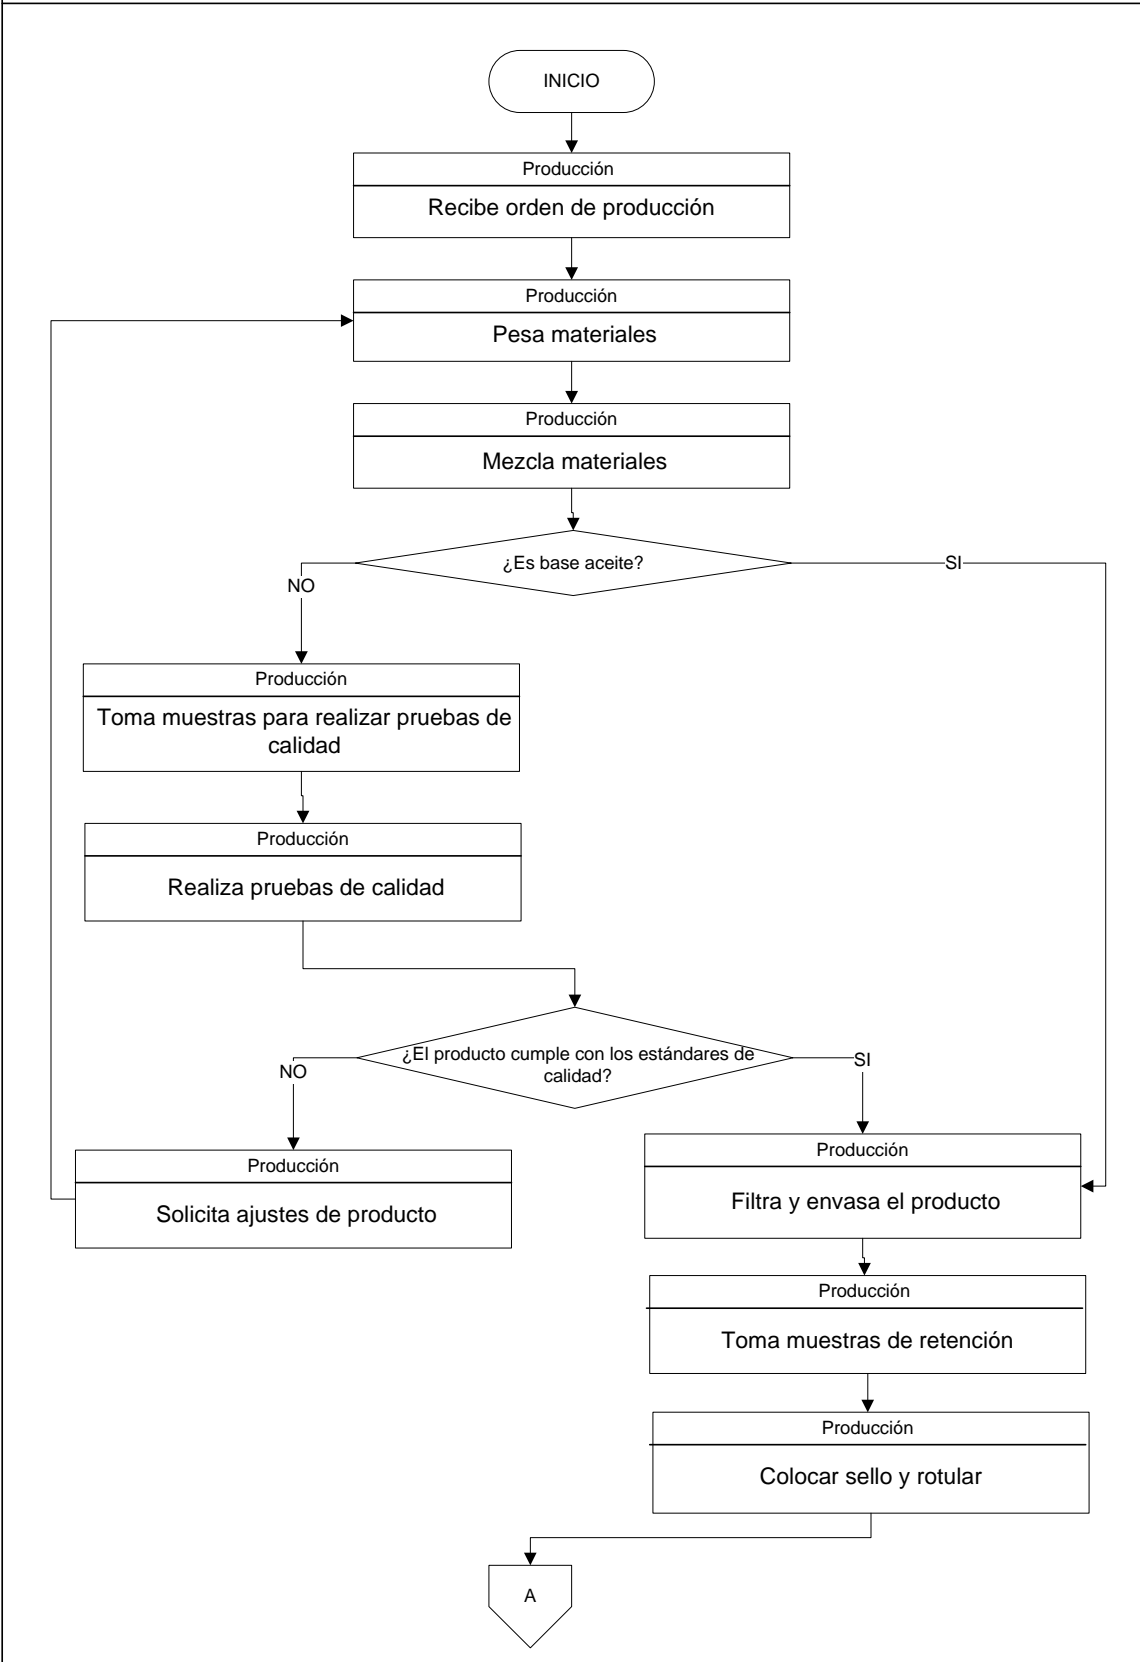 INICIO
Producción
Recibe orden de producción
Producción
Pesa materiales
Producción
Mezcla materiales
¿Es base aceite?
NO
SI
Producción
Toma muestras para realizar pruebas de
calidad
Producción
Realiza pruebas de calidad
¿El producto cumple con los estándares de
calidad?
NO
SI
Producción
Solicita ajustes de producto
Producción
Filtra y envasa el producto
Producción
Toma muestras de retención
Producción
Colocar sello y rotular
A